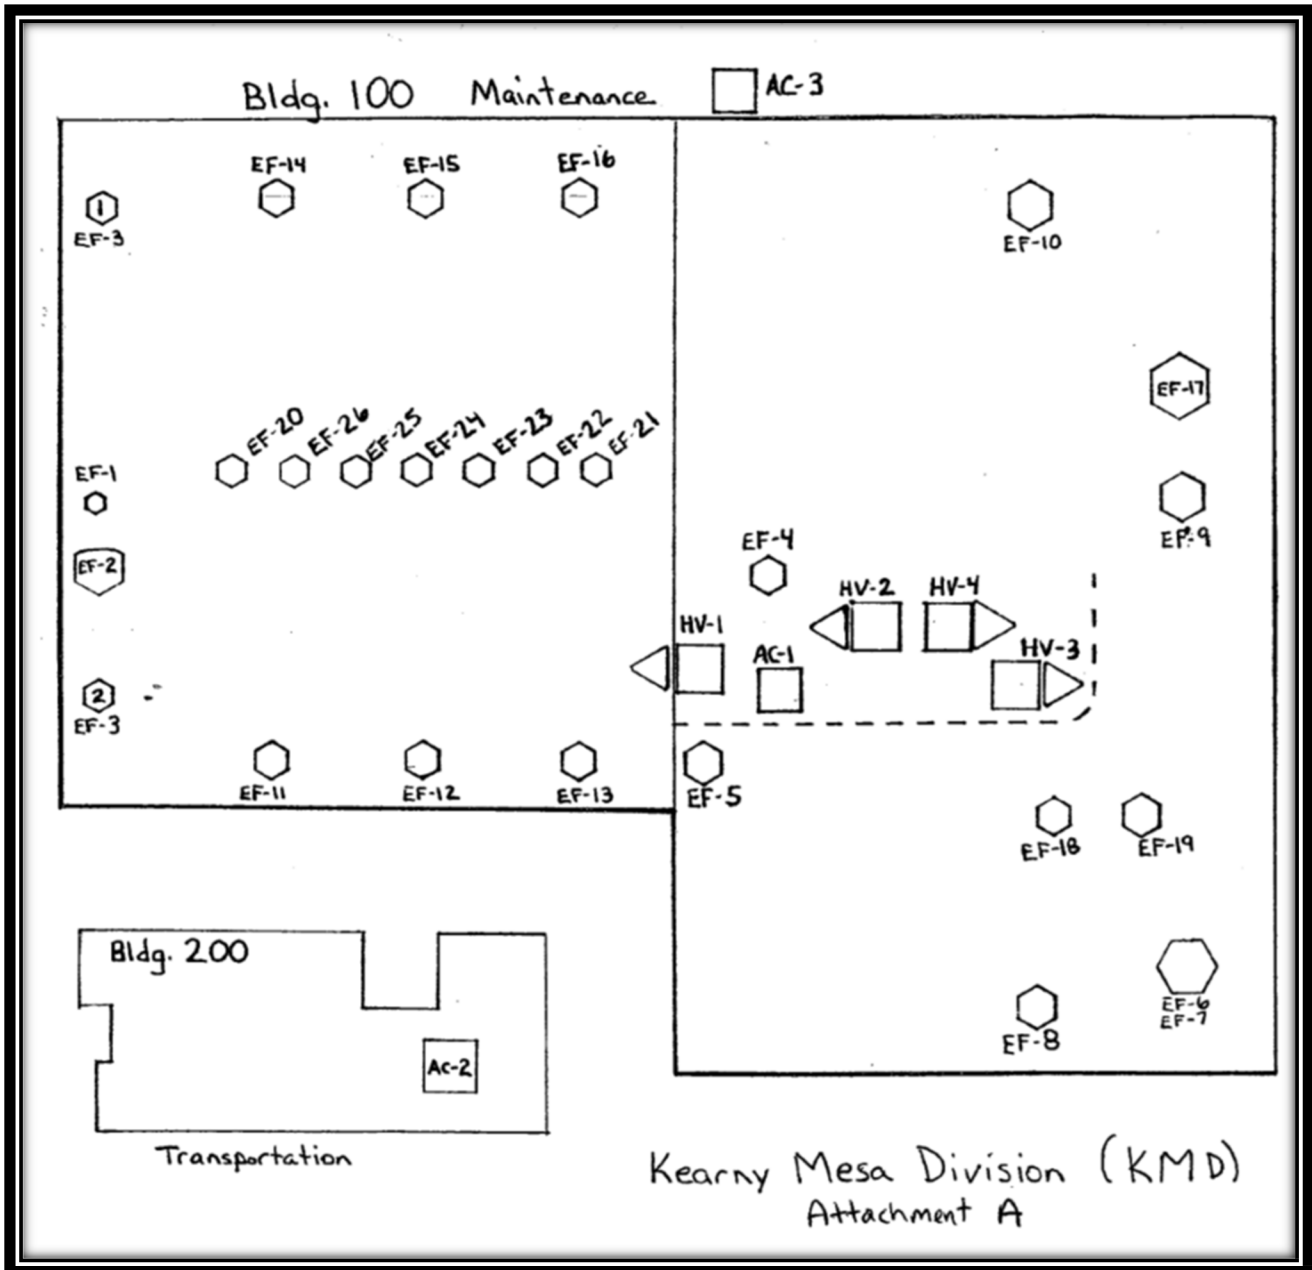 Bldg. 100 Maintenance
AC-3
EF-14
EF-15
EF-16
1
EF-3
EF-10
EF-17
EF-20
EF-26
EF-25
EF-24
EF-23
EF-22
EF-21
EF-1
EF-9
EF-2
EF-4
HV-2
HV-4
HV-1
AC-1
HV-3
2
EF-3
EF-11
EF-12
EF-13
EF-5
EF-18
EF-19
Bldg. 200
EF-6
EF-7
EF-8
AC-2
Transportation
Kearny Mesa Division (KMD)
Attachment A